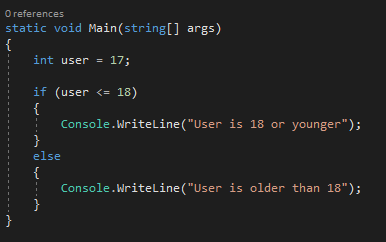 0 references
static void Main(string[] args)
{
    int user = 17;
    if (user <= 18)
    {
        Console.WriteLine("User is 18 or younger");
    }
    else
    {
        Console.WriteLine("User is older than 18");
    }
}